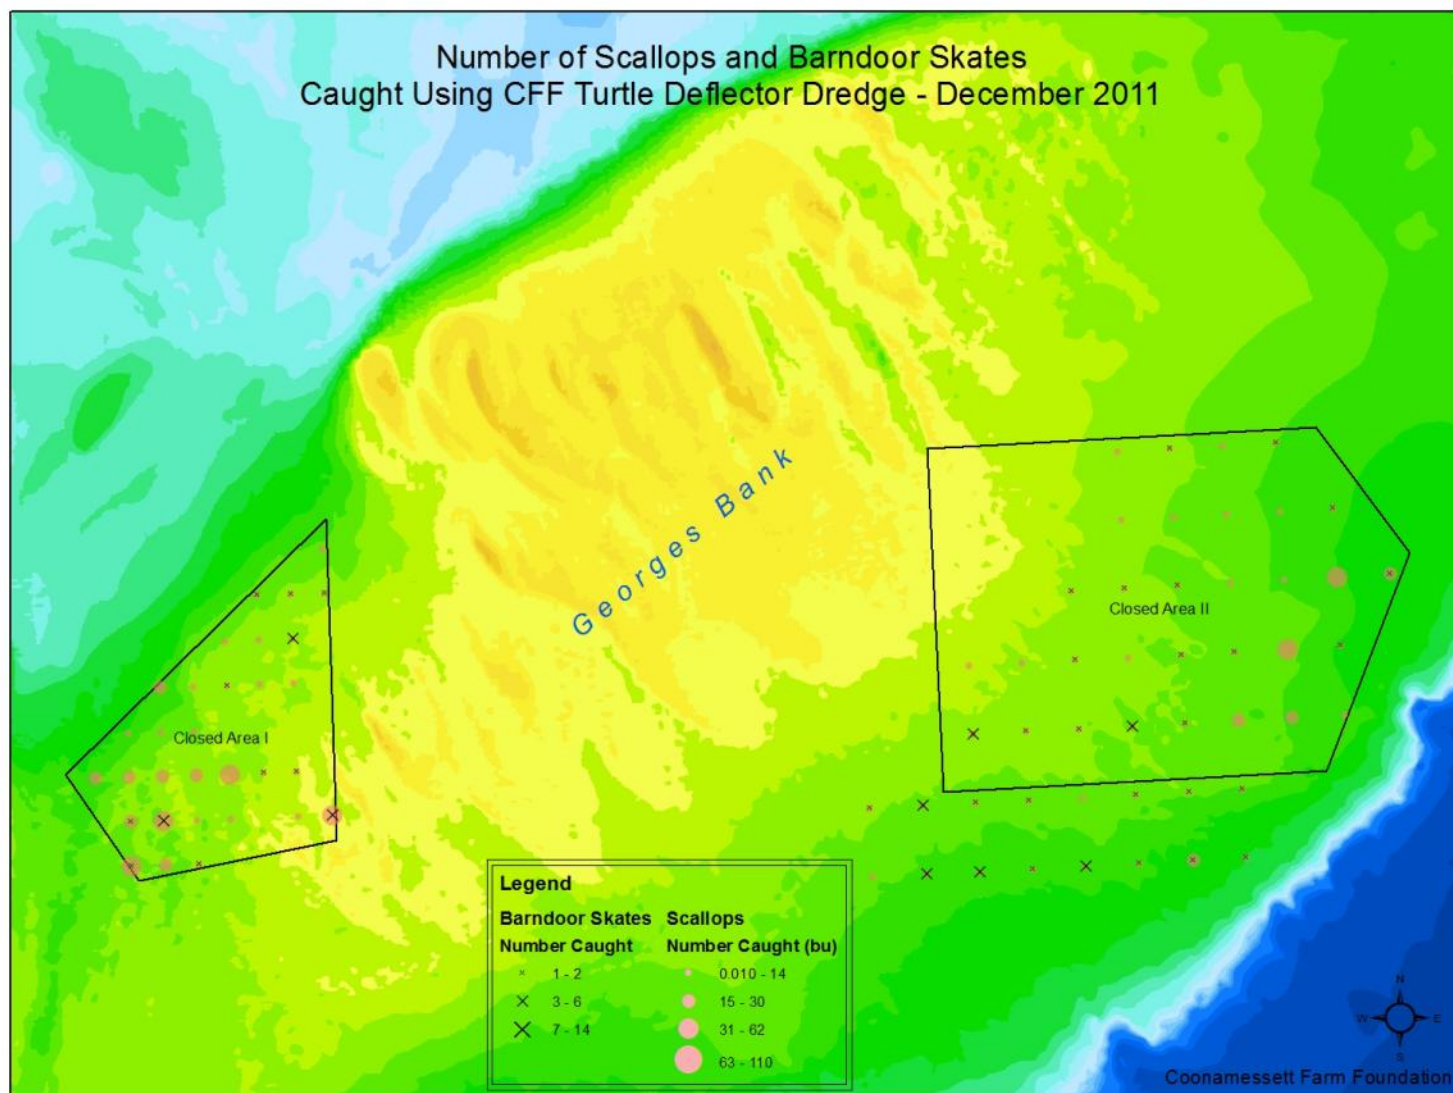 Number of Scallops and Barndoor Skates
Caught Using CFF Turtle Deflector Dredge - December 2011
Georges Bank
Closed Area II
Closed Area I
Legend
Barndoor Skates Scallops
Number Caught Number Caught (bu)
1 - 2 0.010 - 14
3 - 6 15 - 30
7 - 14 31 - 62
63 - 110
N
W E
S
Coonamessett Farm Foundation